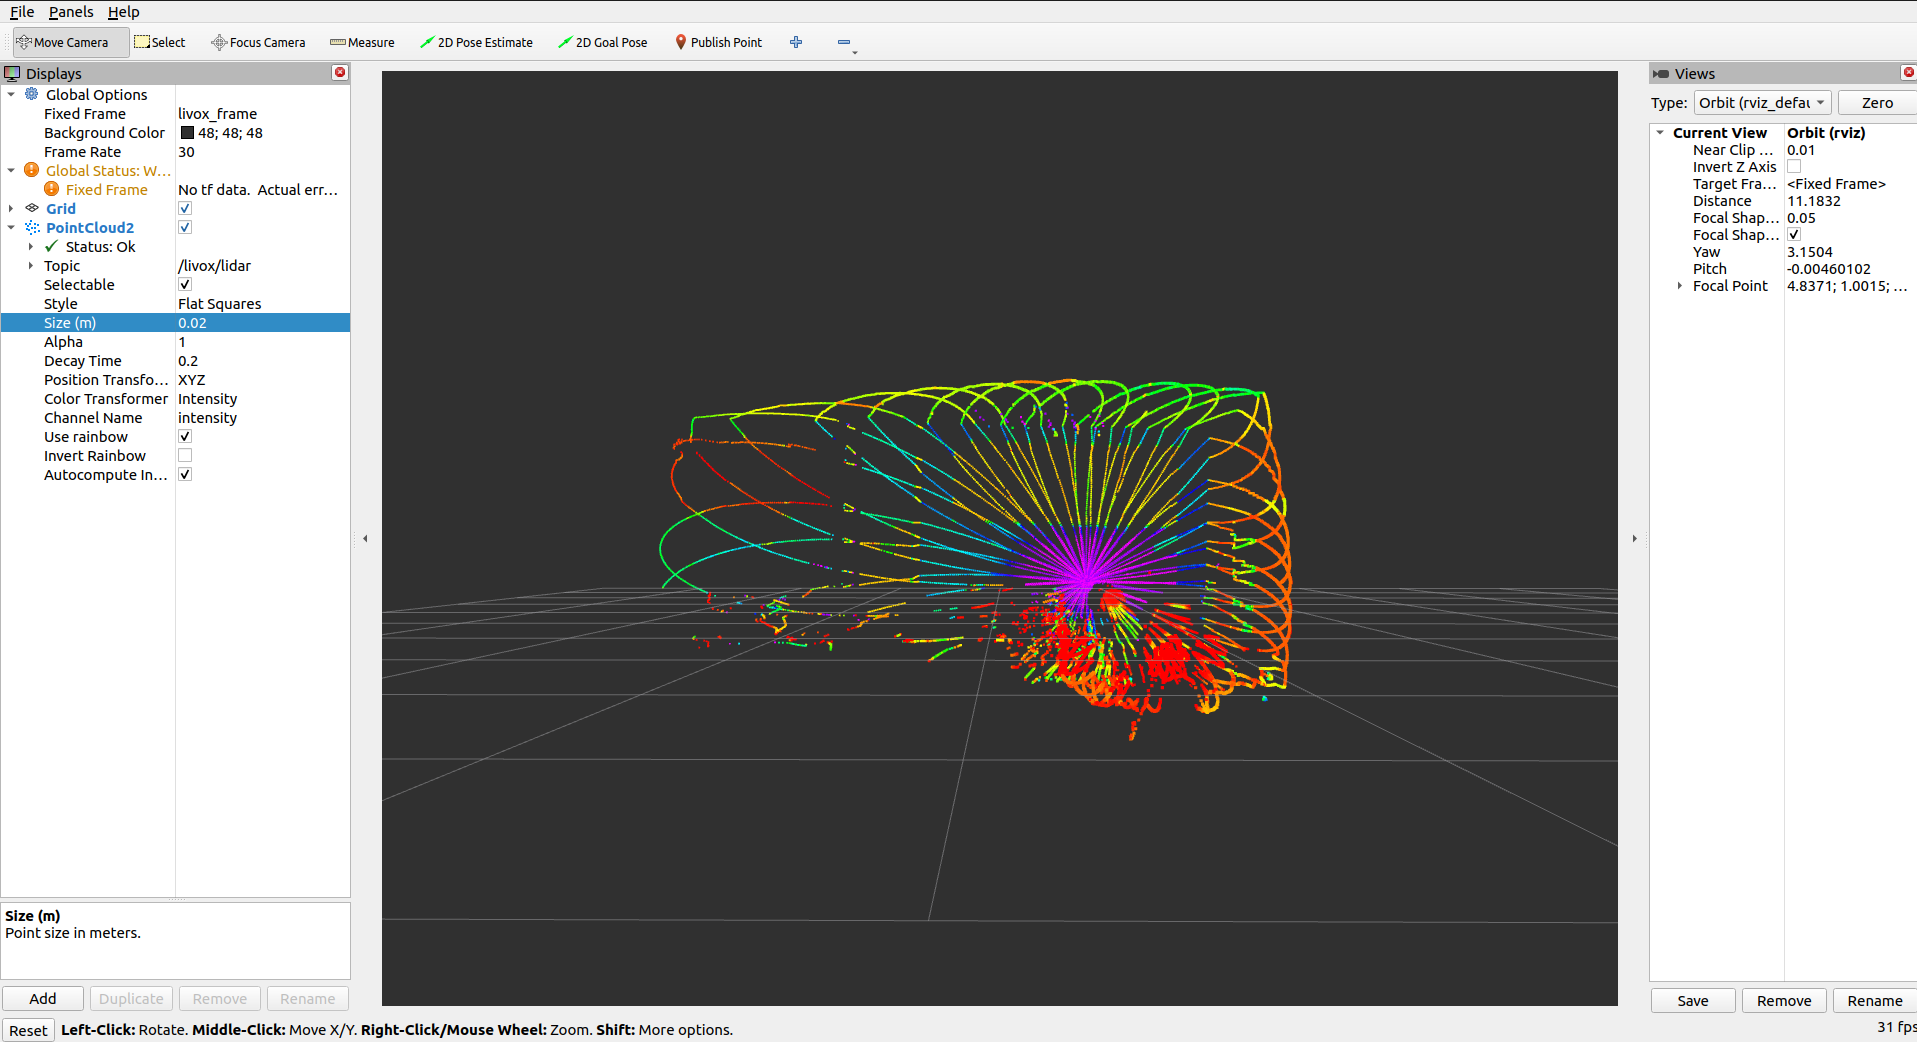 File Panels Help
Move Camera Select Focus Camera Measure 2D Pose Estimate 2D Goal Pose Publish Point
Displays
Global Options
Fixed Frame livox_frame
Background Color 48; 48; 48
Frame Rate 30
Global Status: W...
Fixed Frame No tf data. Actual err...
Grid
PointCloud2
Status: Ok
Topic /livox/lidar
Selectable
Style Flat Squares
Size (m) 0.02
Alpha 1
Decay Time 0.2
Position Transfo... XYZ
Color Transformer Intensity
Channel Name intensity
Use rainbow
Invert Rainbow
Autocompute In...
Size (m)
Point size in meters.
Add Duplicate Remove Rename
Views
Type: Orbit (rviz_defau Zero
Current View Orbit (rviz)
Near Clip ... 0.01
Invert Z Axis
Target Fra... <Fixed Frame>
Distance 11.1832
Focal Shap... 0.05
Focal Shap...
Yaw 3.1504
Pitch -0.00460102
Focal Point 4.8371; 1.0015; ...
Save Remove Rename
Reset Left-Click: Rotate. Middle-Click: Move X/Y. Right-Click/Mouse Wheel: Zoom. Shift: More options.
31 fps